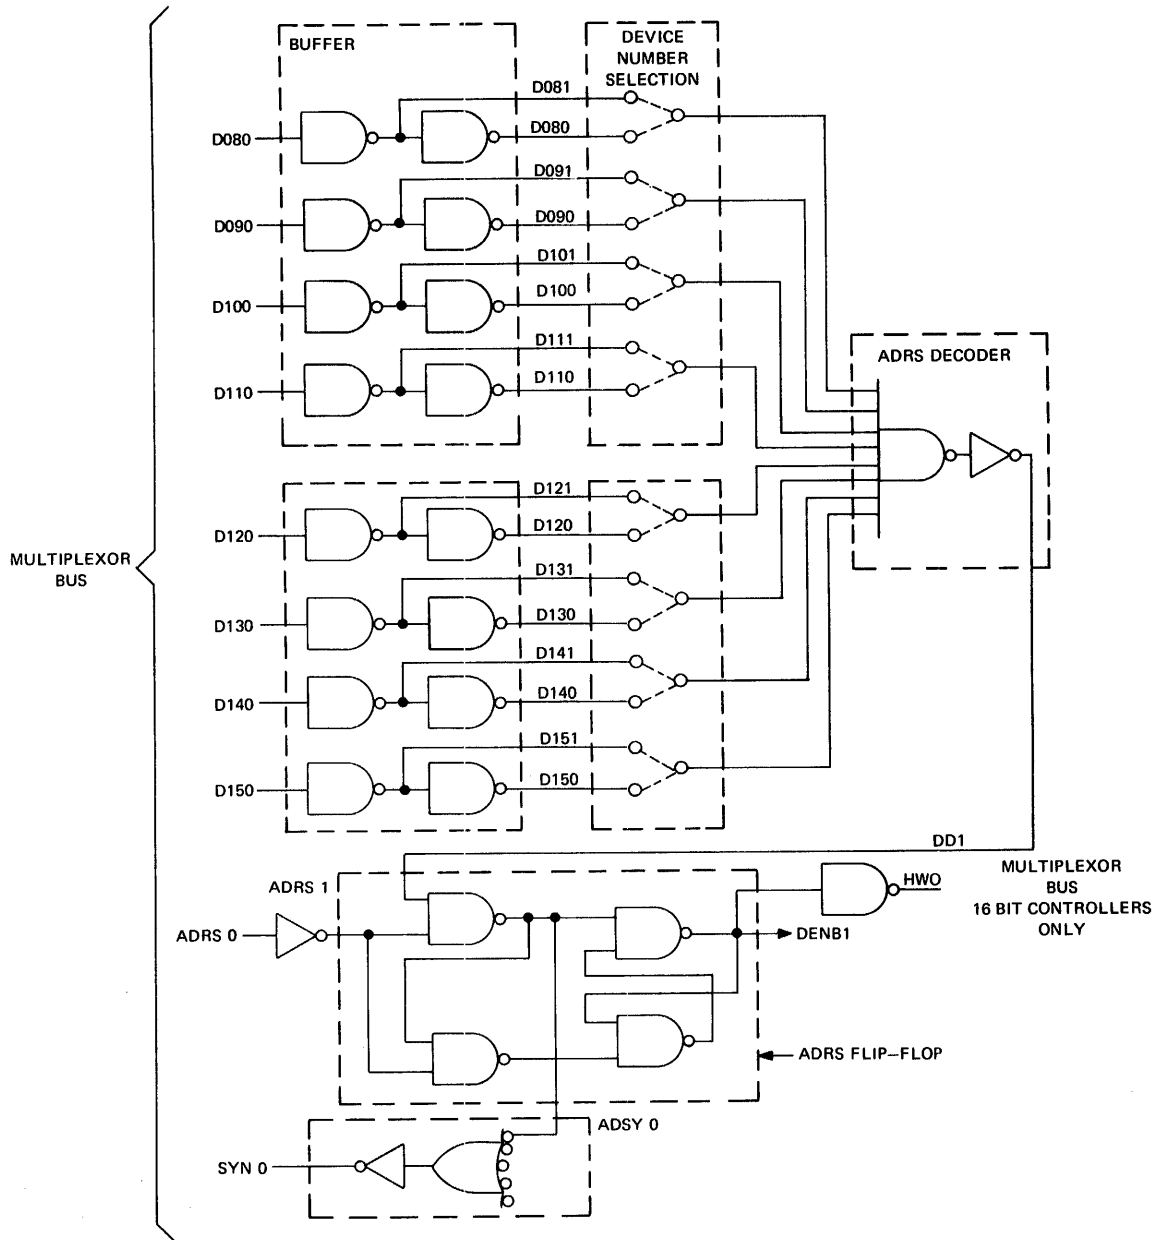 BUFFER
DEVICE
NUMBER
SELECTION
D081
D080
D080
D091
D090
D090
D101
D100
D100
D111
D110
D110
ADRS DECODER
D121
D120
D120
D131
D130
D130
D141
D140
D140
D151
D150
D150
MULTIPLEXOR
BUS
DD1
ADRS 1
ADRS 0
HWO
MULTIPLEXOR
BUS
16 BIT CONTROLLERS
ONLY
DENB1
ADRS FLIP-FLOP
ADSY 0
SYN 0